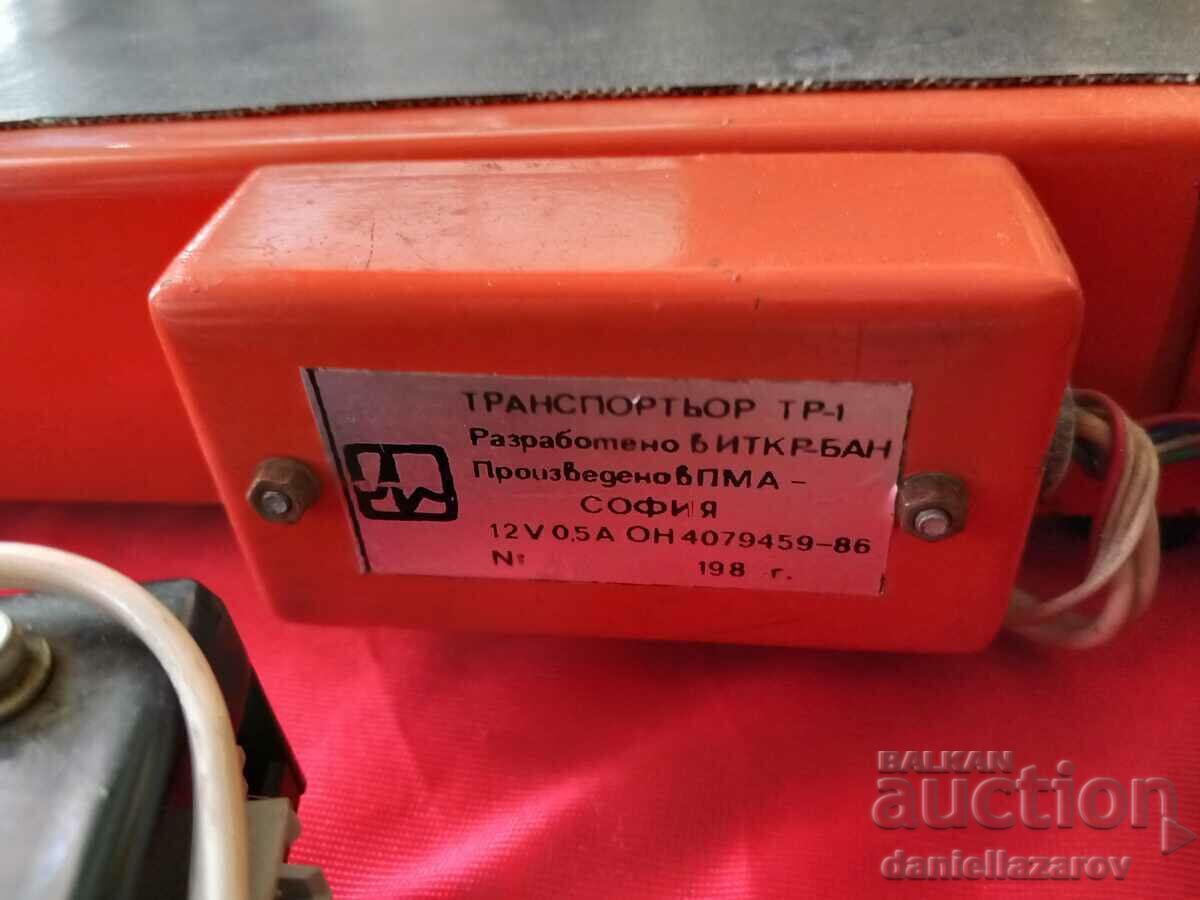 ТРАНСПОРТЬОР ТР-1
Разработено в ИТКР-БАН
Произведено в ПМА –
СОФИЯ
12V 0,5A ОН 4079459-86
№ 198 г.
BALKAN
auction
daniellazarov